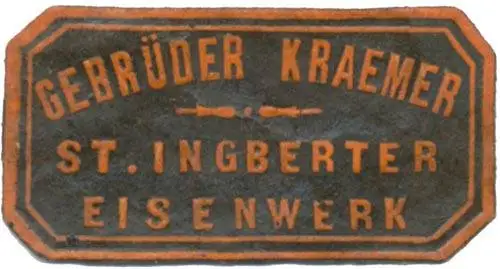 GEBRÜDER KRAEMER
ST. INGBERTER
EISENWERK